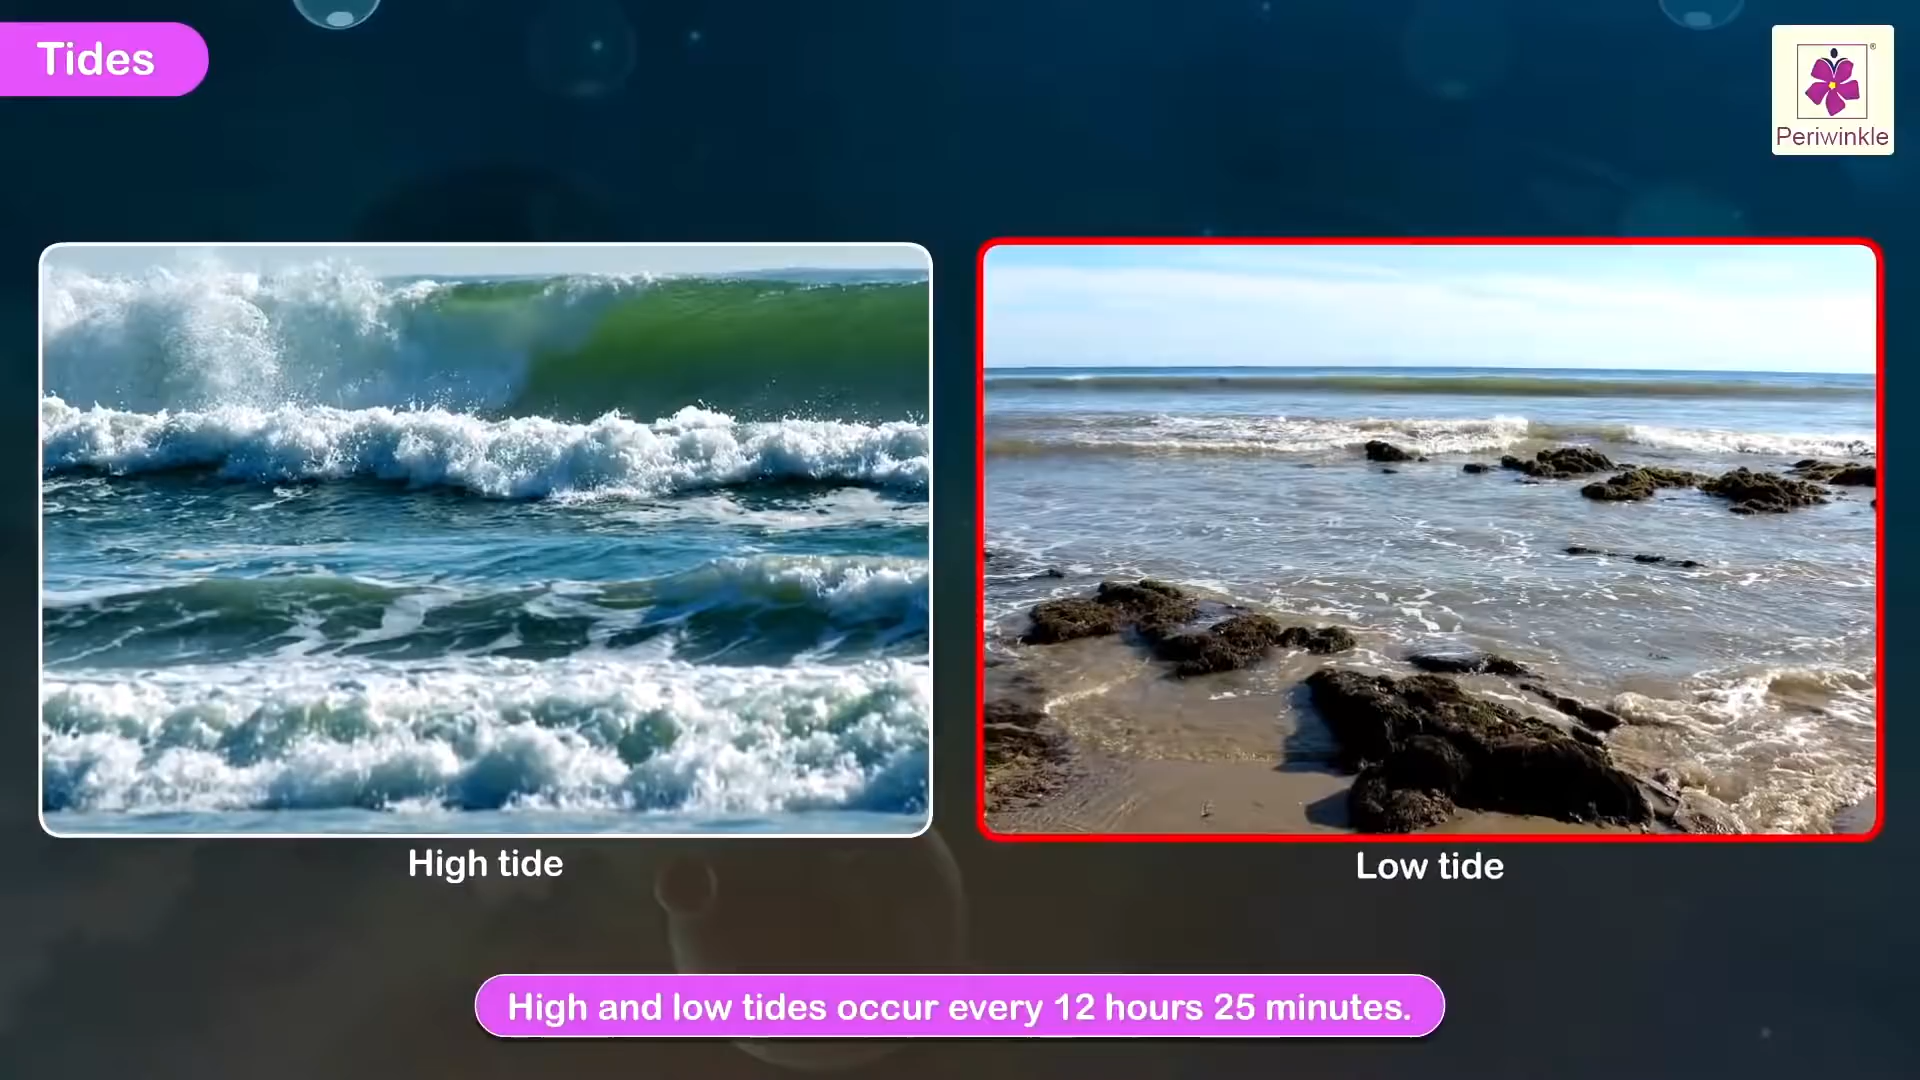 Tides
®
Periwinkle
High tide
Low tide
High and low tides occur every 12 hours 25 minutes.